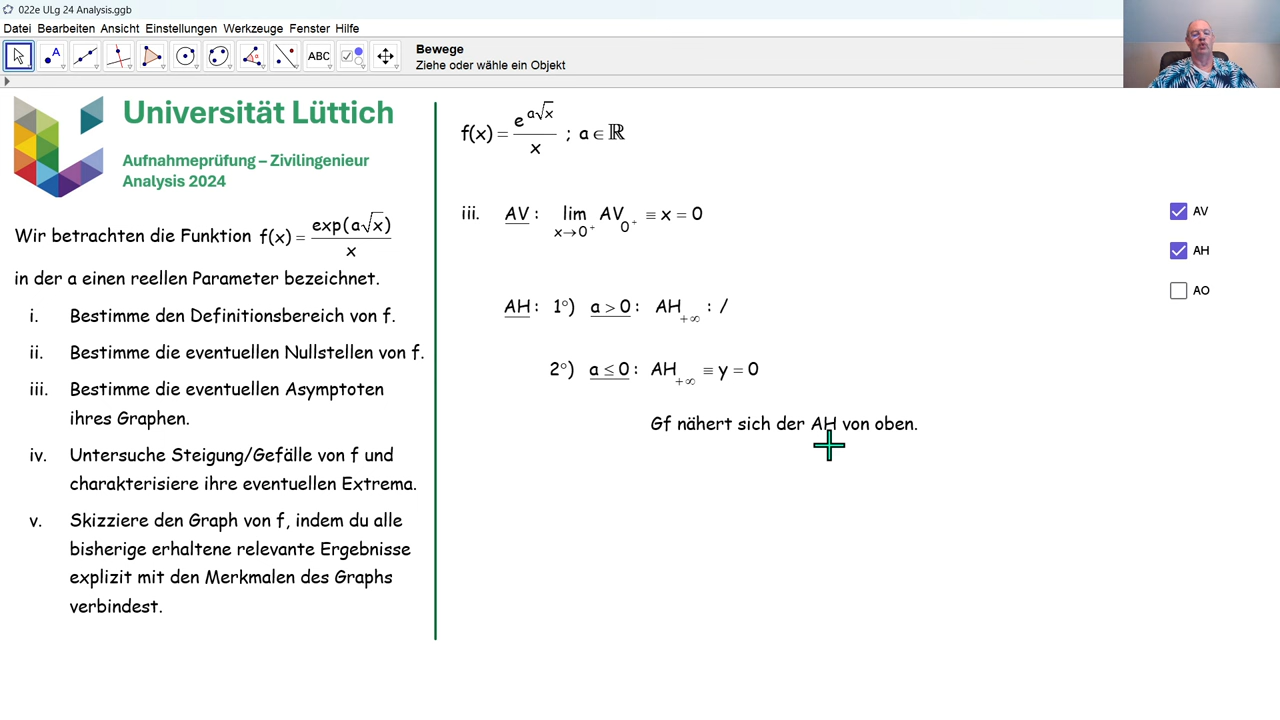 022e ULg 24 Analysis.ggb
Datei Bearbeiten Ansicht Einstellungen Werkzeuge Fenster Hilfe
A
ABC
Bewege
Ziehe oder wähle ein Objekt
Universität Lüttich
Aufnahmeprüfung – Zivilingenieur
Analysis 2024
Wir betrachten die Funktion f(x) = exp(a√x) / x
in der a einen reellen Parameter bezeichnet.
i. Bestimme den Definitionsbereich von f.
ii. Bestimme die eventuellen Nullstellen von f.
iii. Bestimme die eventuellen Asymptoten
ihres Graphen.
iv. Untersuche Steigung/Gefälle von f und
charakterisiere ihre eventuellen Extrema.
v. Skizziere den Graph von f, indem du alle
bisherige erhaltene relevante Ergebnisse
explizit mit den Merkmalen des Graphs
verbindest.
f(x) = e^(a√x) / x ; a ∈ ℝ
iii. AV : lim x→0⁺ AV 0⁺ ≡ x = 0
AH : 1°) a > 0 : AH +∞ : /
2°) a ≤ 0 : AH +∞ ≡ y = 0
Gf nähert sich der AH von oben.
AV
AH
AO